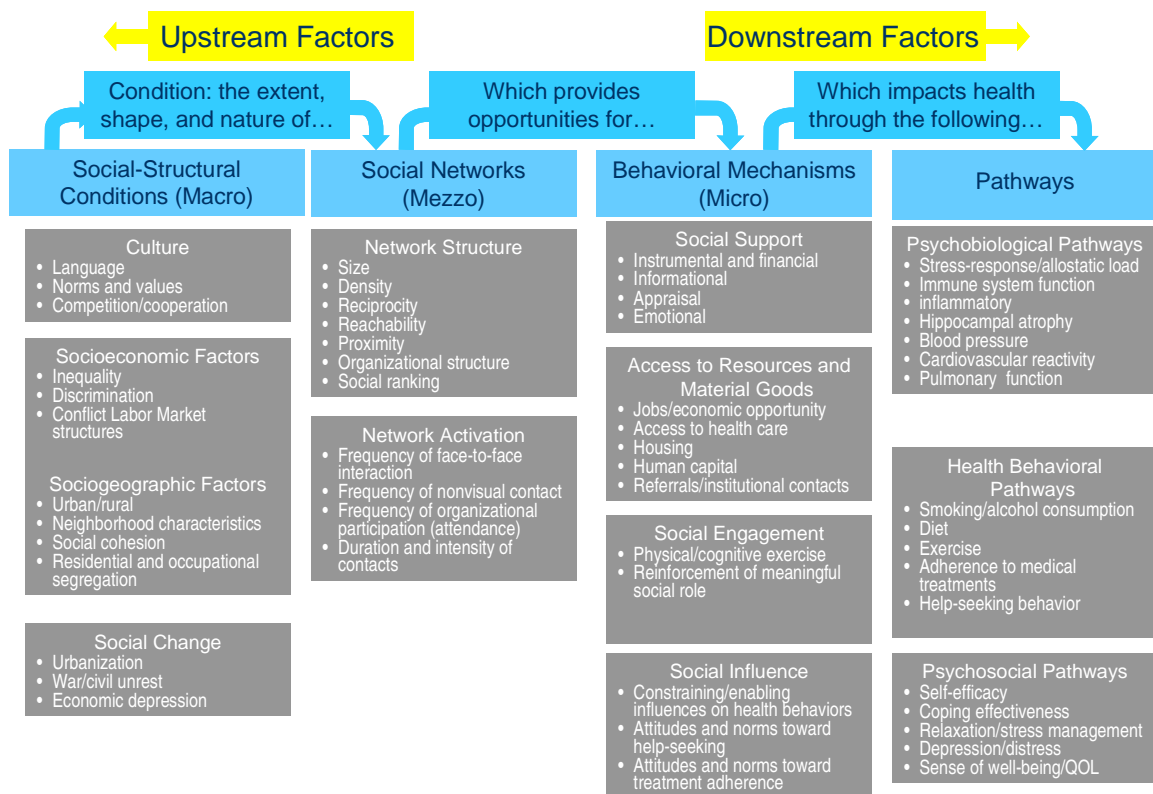 Upstream Factors
Downstream Factors
Condition: the extent,
shape, and nature of…
Which provides
opportunities for…
Which impacts health
through the following…
Social-Structural
Conditions (Macro)
Social Networks
(Mezzo)
Behavioral Mechanisms
(Micro)
Pathways
Culture
• Language
• Norms and values
• Competition/cooperation
Socioeconomic Factors
• Inequality
• Discrimination
• Conflict Labor Market
structures
Sociogeographic Factors
• Urban/rural
• Neighborhood characteristics
• Social cohesion
• Residential and occupational
segregation
Social Change
• Urbanization
• War/civil unrest
• Economic depression
Network Structure
• Size
• Density
• Reciprocity
• Reachability
• Proximity
• Organizational structure
• Social ranking
Network Activation
• Frequency of face-to-face
interaction
• Frequency of nonvisual contact
• Frequency of organizational
participation (attendance)
• Duration and intensity of
contacts
Social Support
• Instrumental and financial
• Informational
• Appraisal
• Emotional
Access to Resources and
Material Goods
• Jobs/economic opportunity
• Access to health care
• Housing
• Human capital
• Referrals/institutional contacts
Social Engagement
• Physical/cognitive exercise
• Reinforcement of meaningful
social role
Social Influence
• Constraining/enabling
influences on health behaviors
• Attitudes and norms toward
help-seeking
• Attitudes and norms toward
treatment adherence
Psychobiological Pathways
• Stress-response/allostatic load
• Immune system function
• inflammatory
• Hippocampal atrophy
• Blood pressure
• Cardiovascular reactivity
• Pulmonary function
Health Behavioral
Pathways
• Smoking/alcohol consumption
• Diet
• Exercise
• Adherence to medical
treatments
• Help-seeking behavior
Psychosocial Pathways
• Self-efficacy
• Coping effectiveness
• Relaxation/stress management
• Depression/distress
• Sense of well-being/QOL